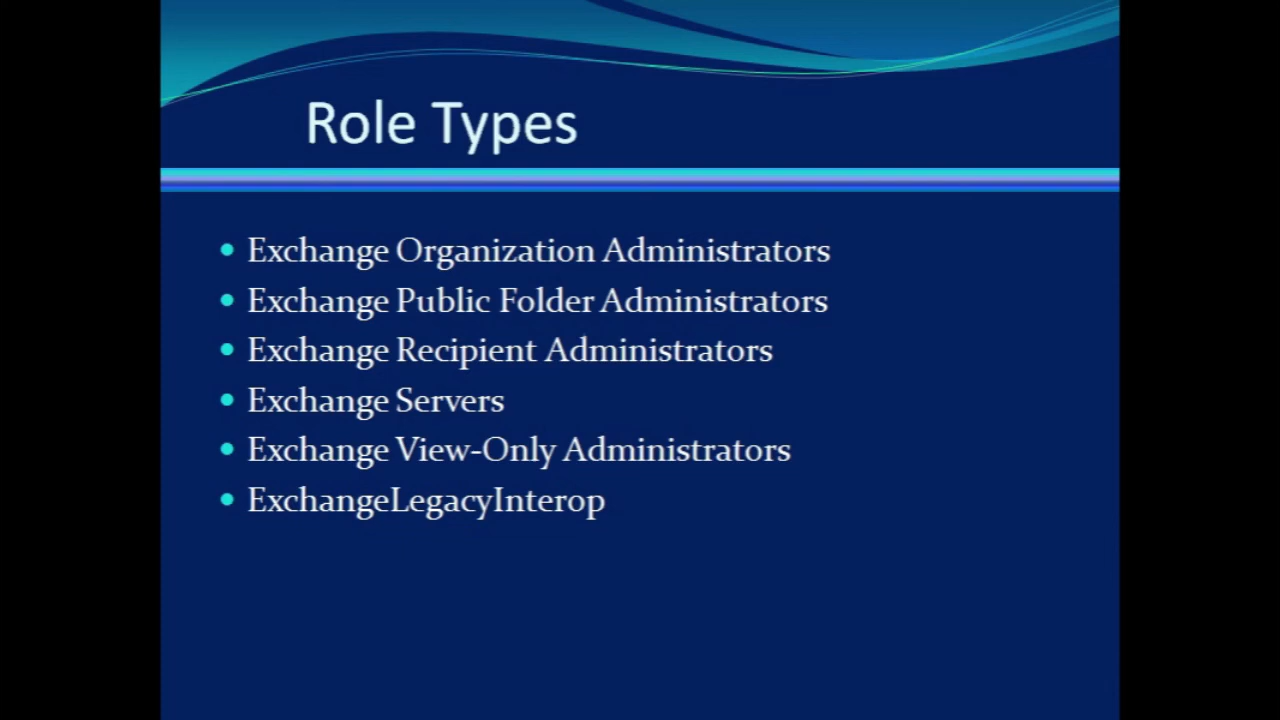 Role Types
• Exchange Organization Administrators
• Exchange Public Folder Administrators
• Exchange Recipient Administrators
• Exchange Servers
• Exchange View-Only Administrators
• ExchangeLegacyInterop